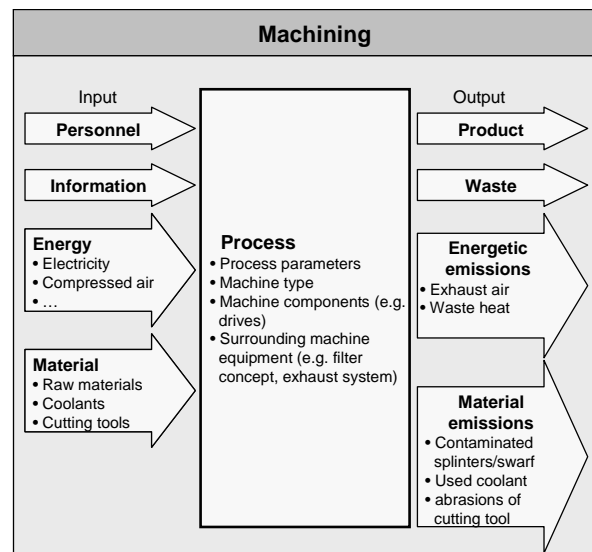 Machining
Input
Personnel
Information
Energy
• Electricity
• Compressed air
• …
Material
• Raw materials
• Coolants
• Cutting tools
Process
• Process parameters
• Machine type
• Machine components (e.g.
drives)
• Surrounding machine
equipment (e.g. filter
concept, exhaust system)
Output
Product
Waste
Energetic
emissions
• Exhaust air
• Waste heat
Material
emissions
• Contaminated
splinters/swarf
• Used coolant
• abrasions of
cutting tool